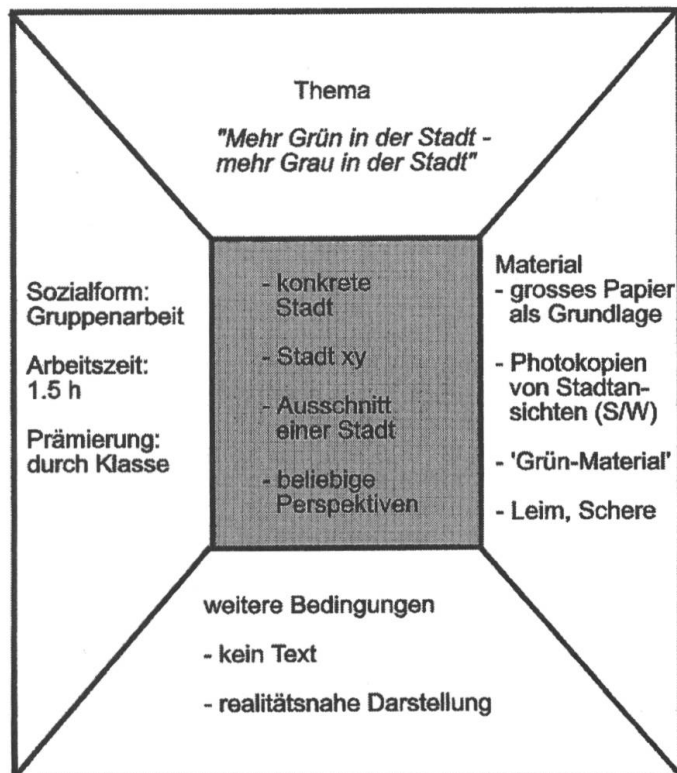 Thema
"Mehr Grün in der Stadt -
mehr Grau in der Stadt"
Sozialform:
Gruppenarbeit
Arbeitszeit:
1.5 h
Prämierung:
durch Klasse
- konkrete
Stadt
- Stadt xy
- Ausschnitt
einer Stadt
- beliebige
Perspektiven
Material
- grosses Papier
als Grundlage
- Photokopien
von Stadtan-
sichten (S/W)
- 'Grün-Material'
- Leim, Schere
weitere Bedingungen
- kein Text
- realitätsnahe Darstellung